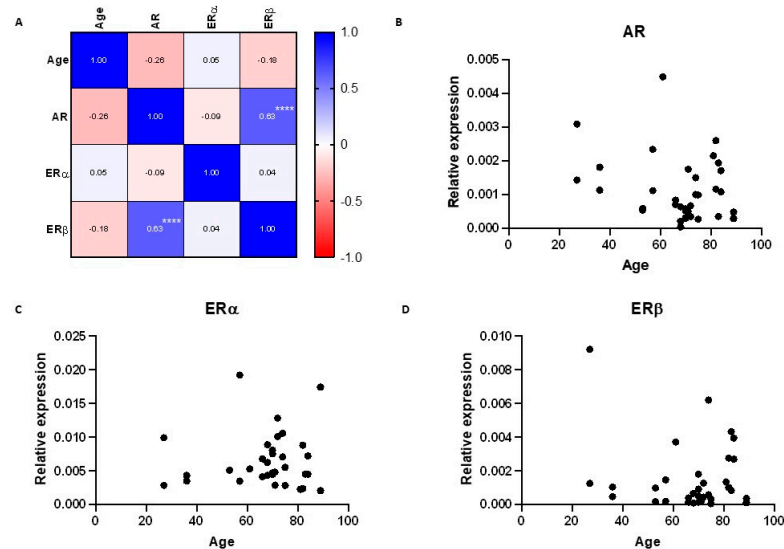 A
Age AR ERα ERβ
Age 1.00 -0.26 0.05 -0.18
AR -0.26 1.00 -0.09 0.63 ****
ERα 0.05 -0.09 1.00 0.04
ERβ -0.18 0.63 **** 0.04 1.00
1.0
0.5
0
-0.5
-1.0
B
AR
Relative expression
0.005
0.004
0.003
0.002
0.001
0.000
0 20 40 60 80 100
Age
C
ERα
Relative expression
0.025
0.020
0.015
0.010
0.005
0.000
0 20 40 60 80 100
Age
D
ERβ
Relative expression
0.010
0.008
0.006
0.004
0.002
0.000
0 20 40 60 80 100
Age